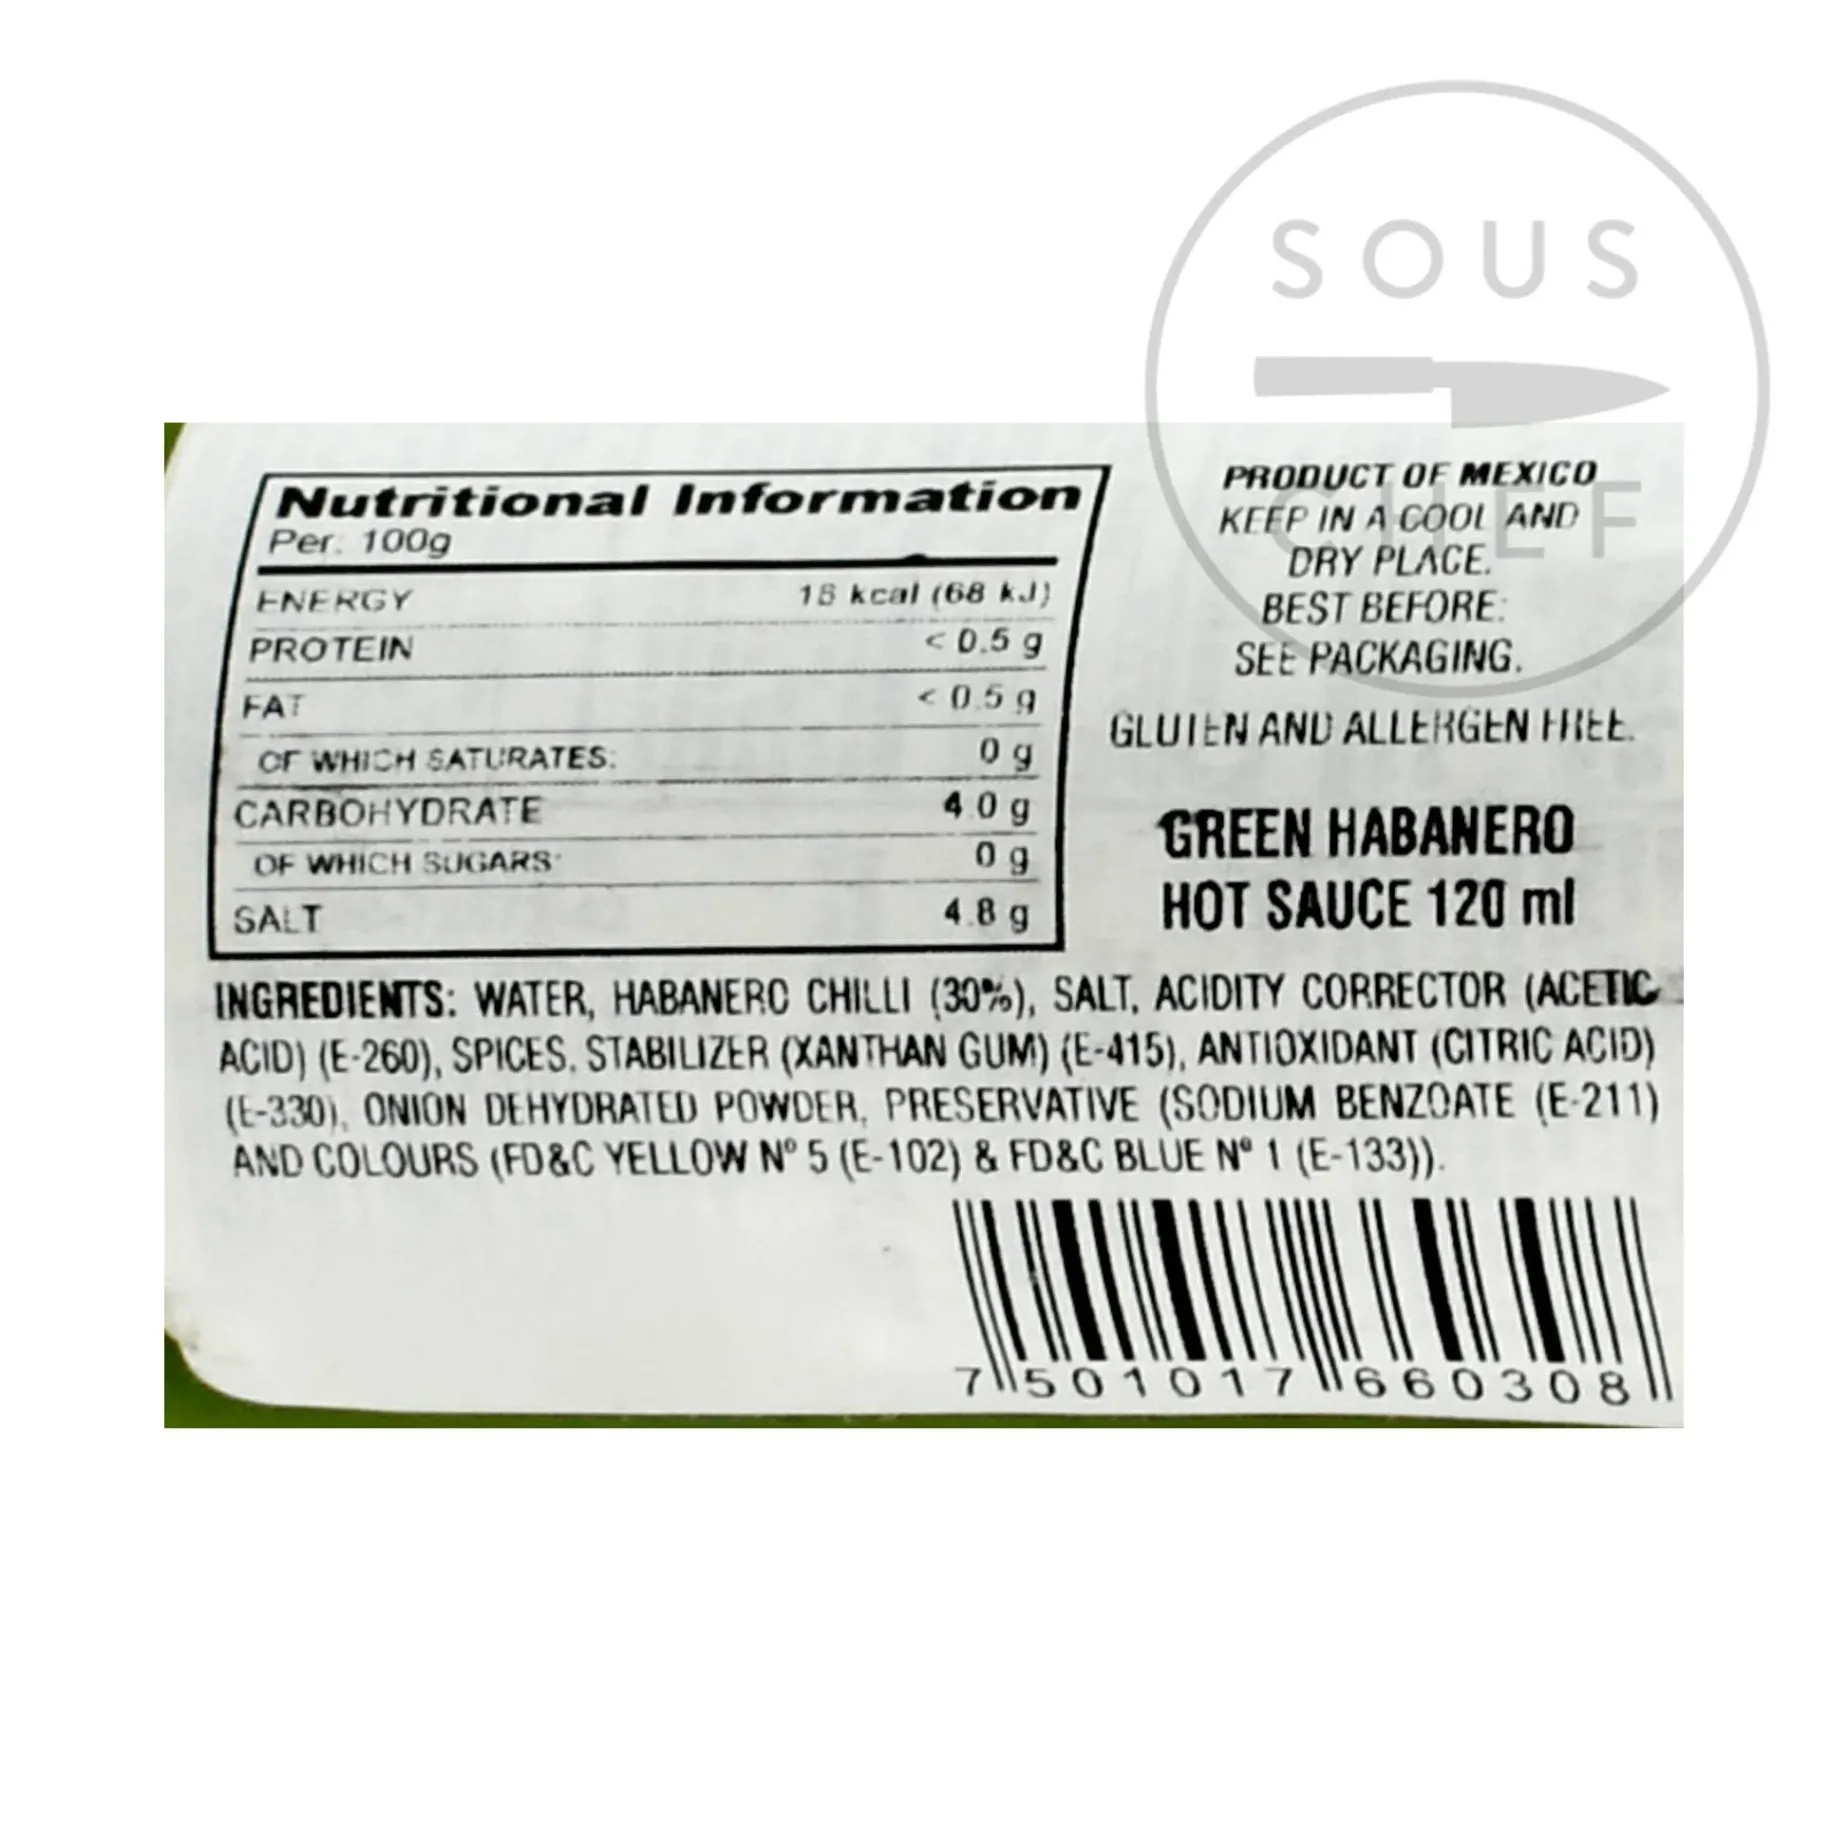 SOUS
CHEF
Nutritional Information
Per: 100g
ENERGY 16 kcal (68 kJ)
PROTEIN < 0.5 g
FAT < 0.5 g
OF WHICH SATURATES: 0 g
CARBOHYDRATE 4.0 g
OF WHICH SUGARS: 0 g
SALT 4.8 g
PRODUCT OF MEXICO
KEEP IN A COOL AND
DRY PLACE.
BEST BEFORE:
SEE PACKAGING.
GLUTEN AND ALLERGEN FREE.
GREEN HABANERO
HOT SAUCE 120 ml
INGREDIENTS: WATER, HABANERO CHILLI (30%), SALT, ACIDITY CORRECTOR (ACETIC
ACID) (E-260), SPICES, STABILIZER (XANTHAN GUM) (E-415), ANTIOXIDANT (CITRIC ACID)
(E-330), ONION DEHYDRATED POWDER, PRESERVATIVE (SODIUM BENZOATE (E-211)
AND COLOURS (FD&C YELLOW Nº 5 (E-102) & FD&C BLUE Nº 1 (E-133)).
7 501017 660308